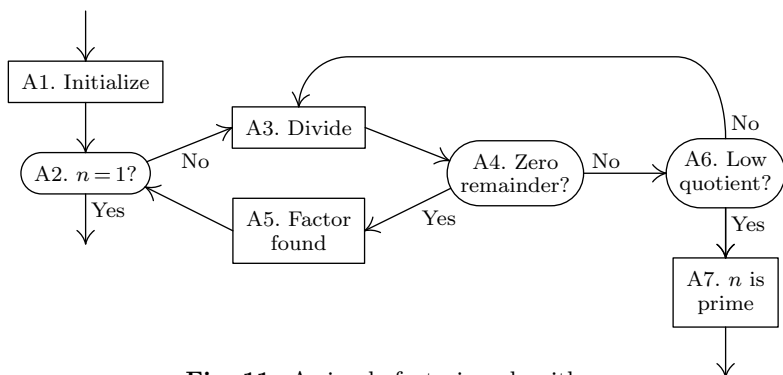 A1. Initialize
A2. n = 1?
No
Yes
A3. Divide
A4. Zero
remainder?
Yes
No
A5. Factor
found
A6. Low
quotient?
No
Yes
A7. n is
prime
Fig. 11. A simple factoring algorithm